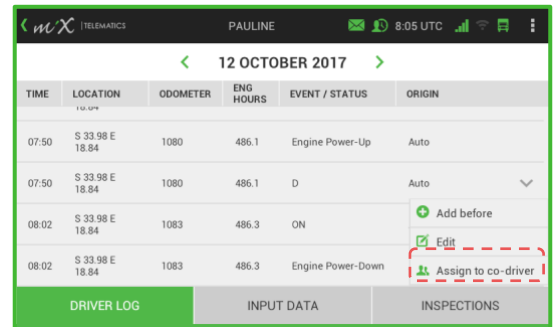 miX | TELEMATICS PAULINE 8:05 UTC
12 OCTOBER 2017
TIME LOCATION ODOMETER ENG HOURS EVENT / STATUS ORIGIN
18.84
07:50 S 33.98 E 18.84 1080 486.1 Engine Power-Up Auto
07:50 S 33.98 E 18.84 1080 486.1 D Auto
08:02 S 33.98 E 18.84 1083 486.3 ON
08:02 S 33.98 E 18.84 1083 486.3 Engine Power-Down
Add before
Edit
Assign to co-driver
DRIVER LOG INPUT DATA INSPECTIONS